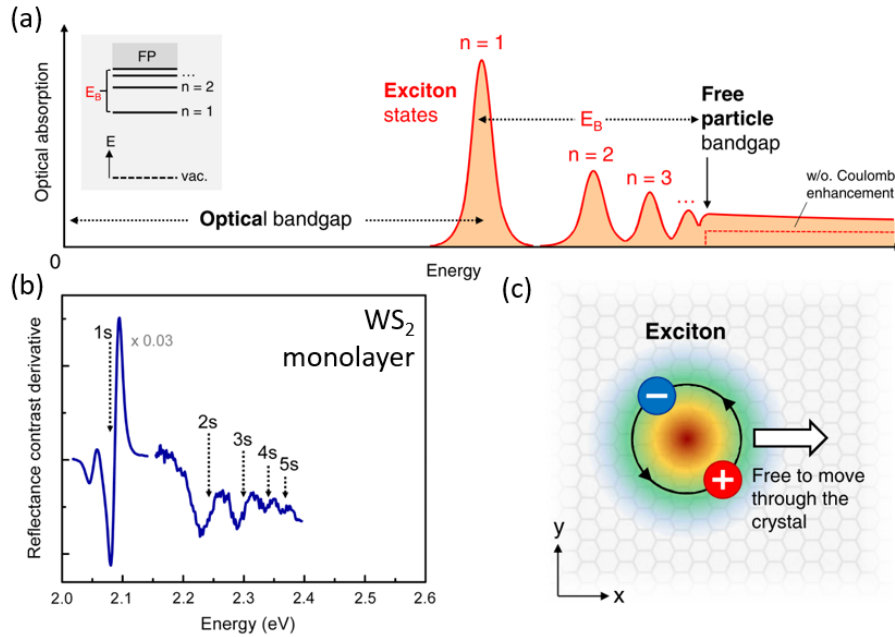 (a)
FP
...
n = 2
n = 1
E_B
E
vac.
Optical absorption
0
Energy
Optical bandgap
n = 1
Exciton
states
E_B
n = 2
n = 3
...
Free
particle
bandgap
w/o. Coulomb
enhancement
(b)
WS₂
monolayer
1s
x 0.03
2s
3s
4s
5s
Reflectance contrast derivative
2.0 2.1 2.2 2.3 2.4 2.5 2.6
Energy (eV)
(c)
Exciton
−
+
Free to move
through the
crystal
y
x